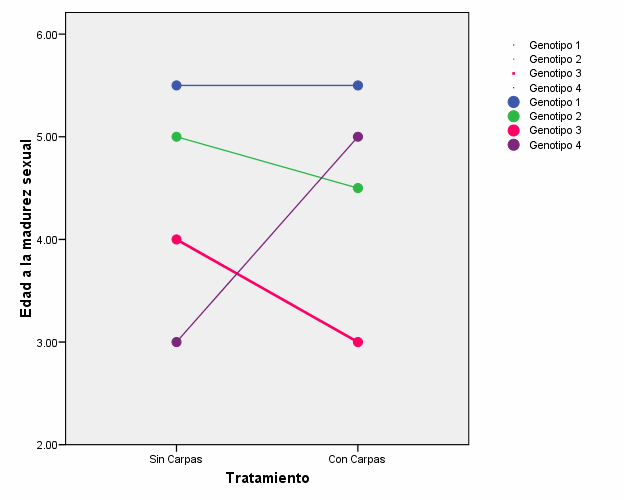 6.00
5.00
4.00
3.00
2.00
Edad a la madurez sexual
Sin Carpas
Con Carpas
Tratamiento
Genotipo 1
Genotipo 2
Genotipo 3
Genotipo 4
Genotipo 1
Genotipo 2
Genotipo 3
Genotipo 4